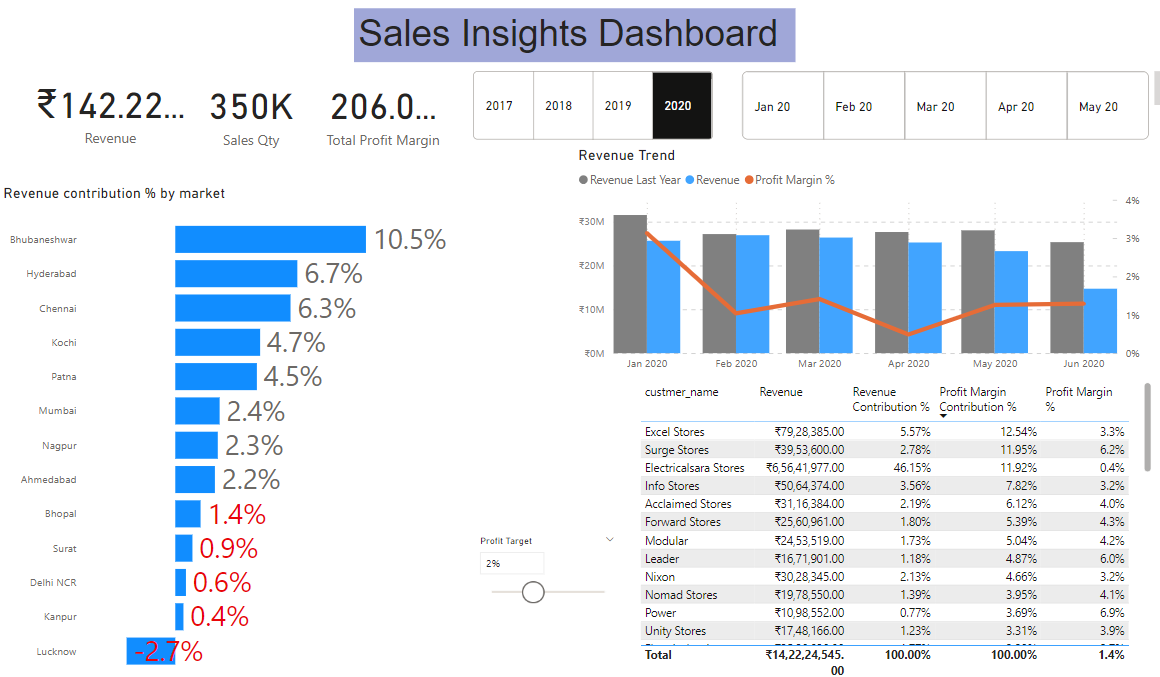 Sales Insights Dashboard
₹142.22...
Revenue
350K
Sales Qty
206.0...
Total Profit Margin
2017 2018 2019 2020
Jan 20 Feb 20 Mar 20 Apr 20 May 20
Revenue contribution % by market
Bhubaneshwar 10.5%
Hyderabad 6.7%
Chennai 6.3%
Kochi 4.7%
Patna 4.5%
Mumbai 2.4%
Nagpur 2.3%
Ahmedabad 2.2%
Bhopal 1.4%
Surat 0.9%
Delhi NCR 0.6%
Kanpur 0.4%
Lucknow -2.7%
Revenue Trend
Revenue Last Year Revenue Profit Margin %
₹30M
₹20M
₹10M
₹0M
4%
3%
2%
1%
0%
Jan 2020 Feb 2020 Mar 2020 Apr 2020 May 2020 Jun 2020
Profit Target
2%
custmer_name Revenue Revenue Profit Margin Profit Margin
Contribution % Contribution % %
Excel Stores ₹79,28,385.00 5.57% 12.54% 3.3%
Surge Stores ₹39,53,600.00 2.78% 11.95% 6.2%
Electricalsara Stores ₹6,56,41,977.00 46.15% 11.92% 0.4%
Info Stores ₹50,64,374.00 3.56% 7.82% 3.2%
Acclaimed Stores ₹31,16,384.00 2.19% 6.12% 4.0%
Forward Stores ₹25,60,961.00 1.80% 5.39% 4.3%
Modular ₹24,53,519.00 1.73% 5.04% 4.2%
Leader ₹16,71,901.00 1.18% 4.87% 6.0%
Nixon ₹30,28,345.00 2.13% 4.66% 3.2%
Nomad Stores ₹19,78,550.00 1.39% 3.95% 4.1%
Power ₹10,98,552.00 0.77% 3.69% 6.9%
Unity Stores ₹17,48,166.00 1.23% 3.31% 3.9%
Total ₹14,22,24,545. 100.00% 100.00% 1.4%
00